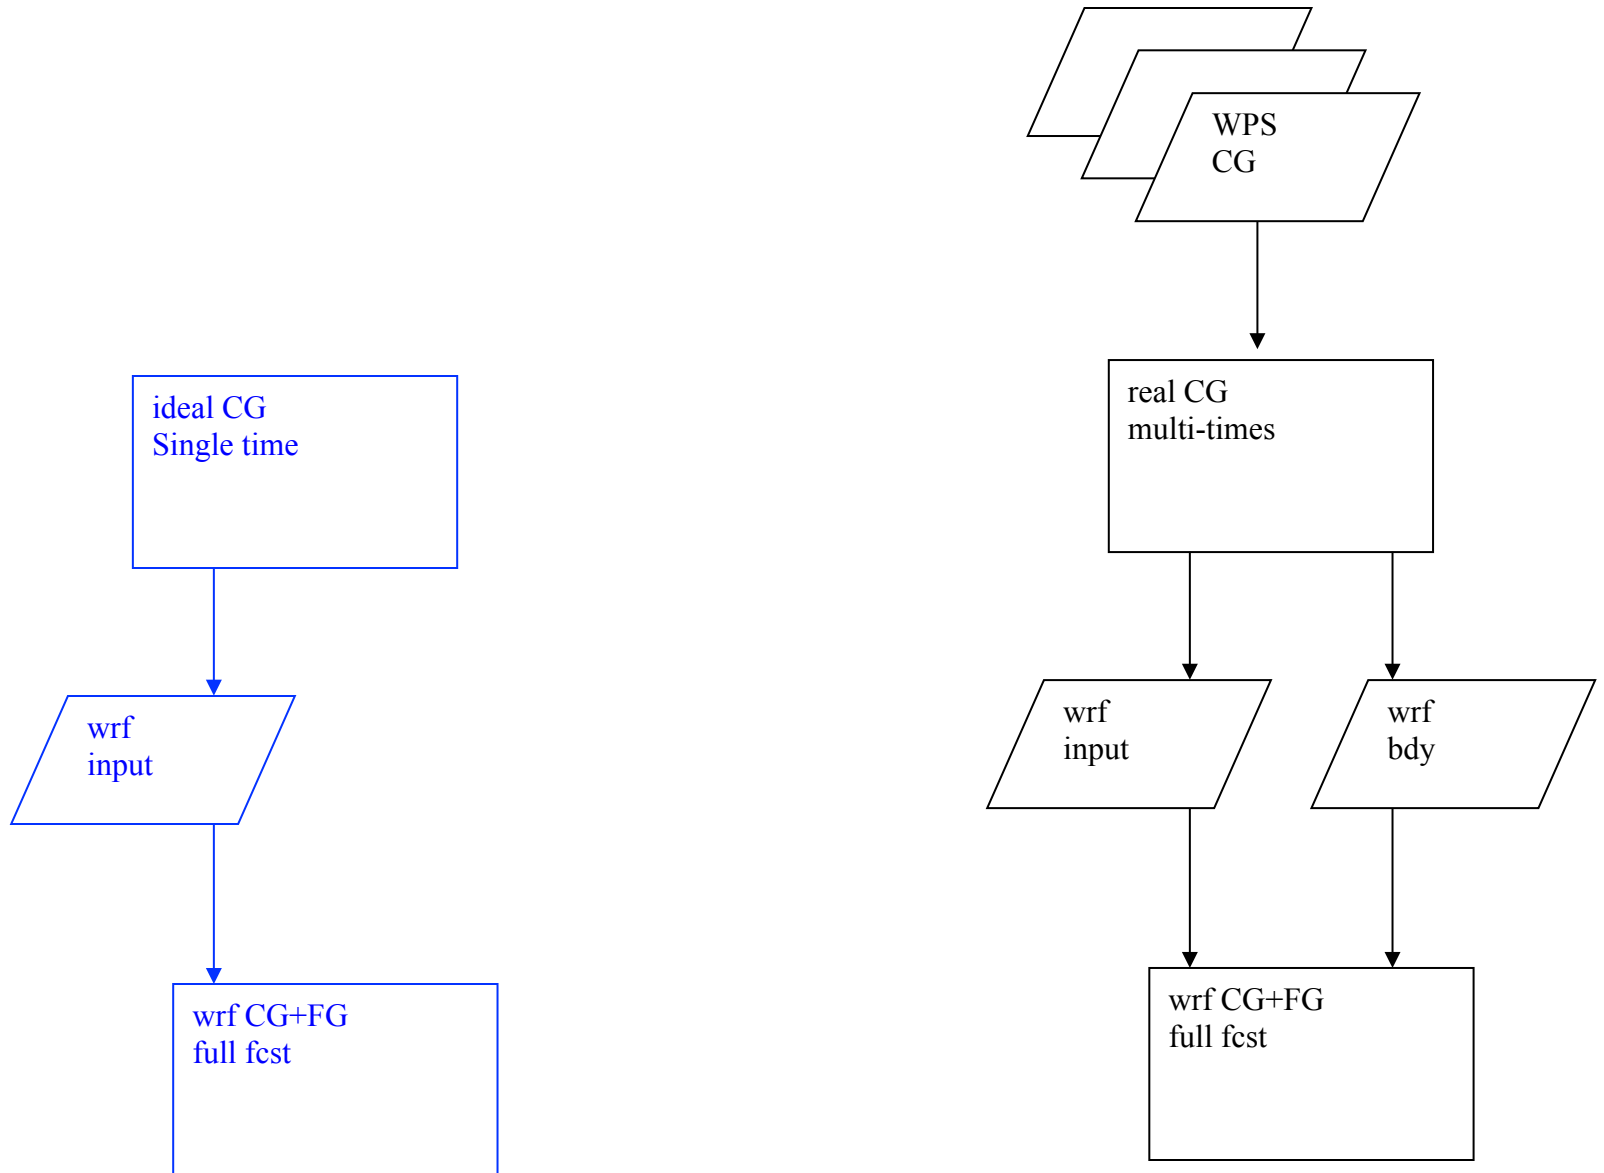 WPS
CG
ideal CG
Single time
real CG
multi-times
wrf
input
wrf
input
wrf
bdy
wrf CG+FG
full fcst
wrf CG+FG
full fcst